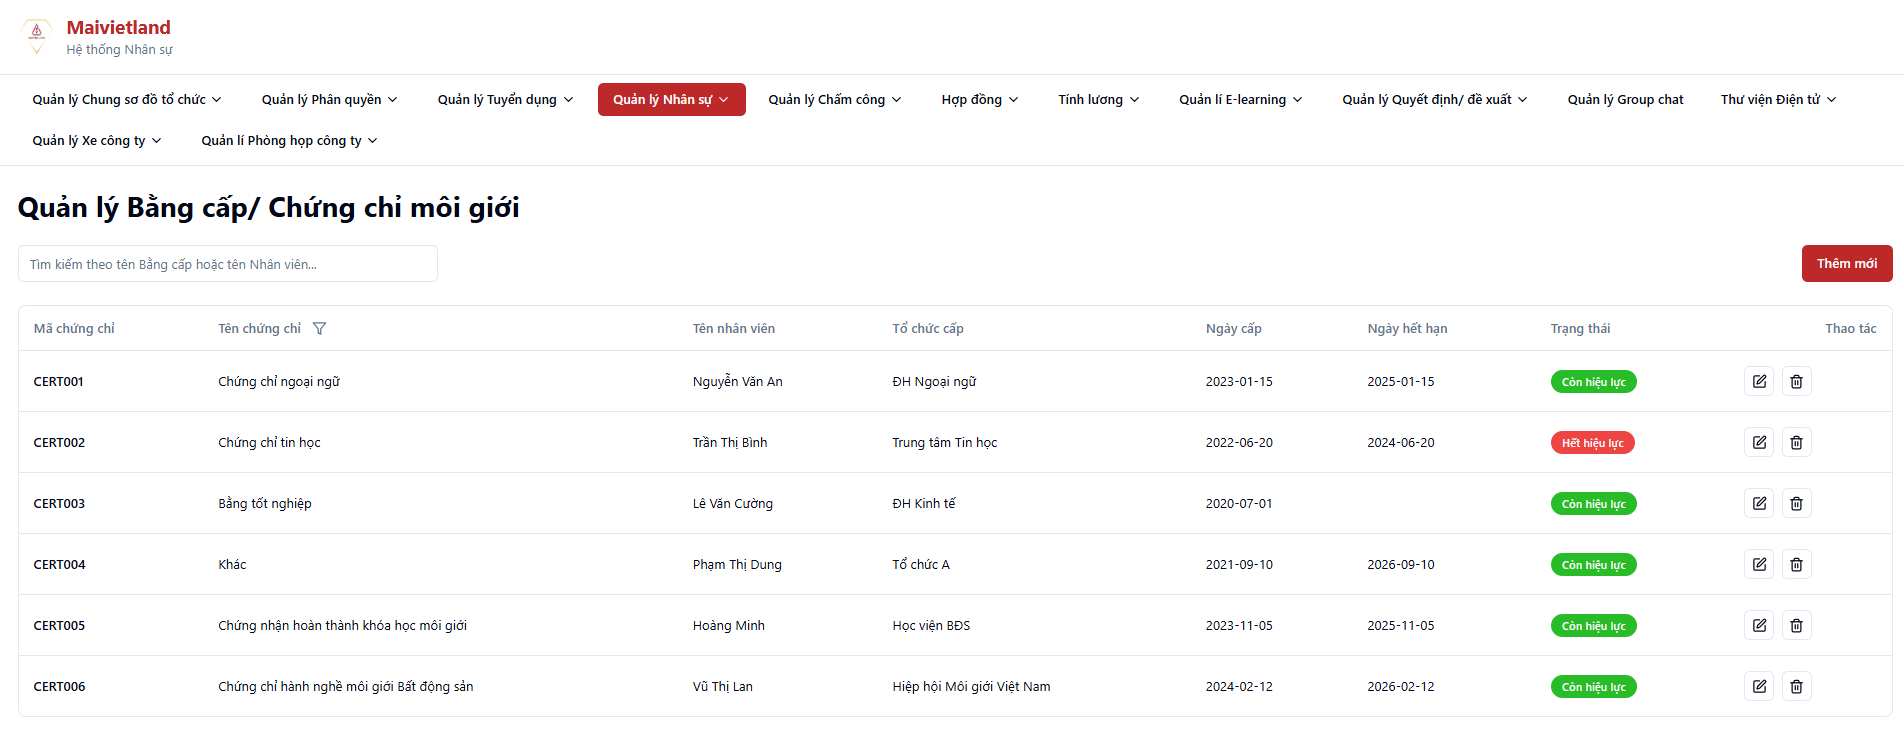 Maivietland
Hệ thống Nhân sự
Quản lý Chung sơ đồ tổ chức
Quản lý Phân quyền
Quản lý Tuyển dụng
Quản lý Nhân sự
Quản lý Chấm công
Hợp đồng
Tính lương
Quản lí E-learning
Quản lý Quyết định/ đề xuất
Quản lý Group chat
Thư viện Điện tử
Quản lý Xe công ty
Quản lí Phòng họp công ty
Quản lý Bằng cấp/ Chứng chỉ môi giới
Tìm kiếm theo tên Bằng cấp hoặc tên Nhân viên...
Thêm mới
Mã chứng chỉ Tên chứng chỉ Tên nhân viên Tổ chức cấp Ngày cấp Ngày hết hạn Trạng thái Thao tác
CERT001 Chứng chỉ ngoại ngữ Nguyễn Văn An ĐH Ngoại ngữ 2023-01-15 2025-01-15 Còn hiệu lực
CERT002 Chứng chỉ tin học Trần Thị Bình Trung tâm Tin học 2022-06-20 2024-06-20 Hết hiệu lực
CERT003 Bằng tốt nghiệp Lê Văn Cường ĐH Kinh tế 2020-07-01 Còn hiệu lực
CERT004 Khác Phạm Thị Dung Tổ chức A 2021-09-10 2026-09-10 Còn hiệu lực
CERT005 Chứng nhận hoàn thành khóa học môi giới Hoàng Minh Học viện BĐS 2023-11-05 2025-11-05 Còn hiệu lực
CERT006 Chứng chỉ hành nghề môi giới Bất động sản Vũ Thị Lan Hiệp hội Môi giới Việt Nam 2024-02-12 2026-02-12 Còn hiệu lực